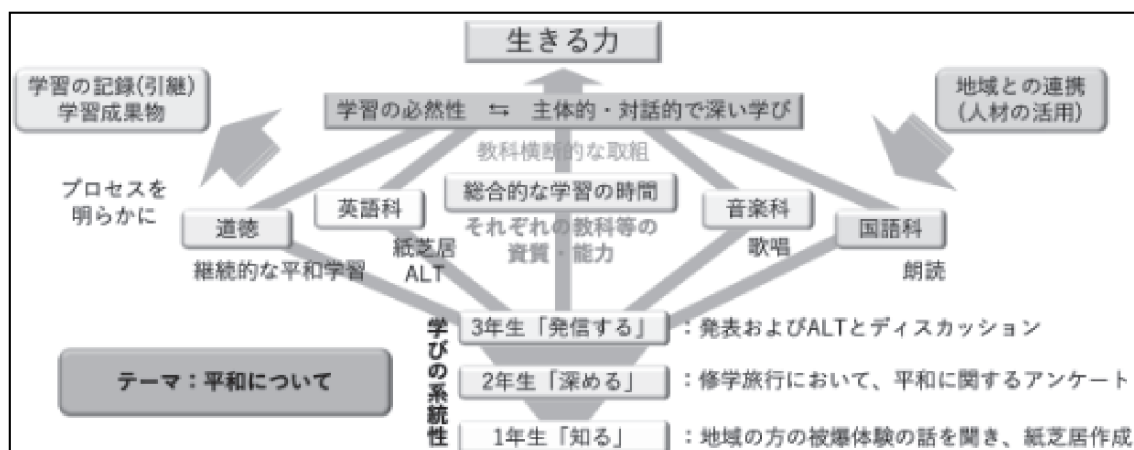 生きる力
学習の記録(引継)
学習成果物
地域との連携
(人材の活用)
学習の必然性 ⇆ 主体的・対話的で深い学び
教科横断的な取組
プロセスを
明らかに
道徳
英語科
総合的な学習の時間
音楽科
国語科
それぞれの教科等の
資質・能力
継続的な平和学習
紙芝居
ALT
歌唱
朗読
学びの系統性
3年生「発信する」:発表およびALTとディスカッション
テーマ:平和について
2年生「深める」:修学旅行において、平和に関するアンケート
1年生「知る」:地域の方の被爆体験の話を聞き、紙芝居作成